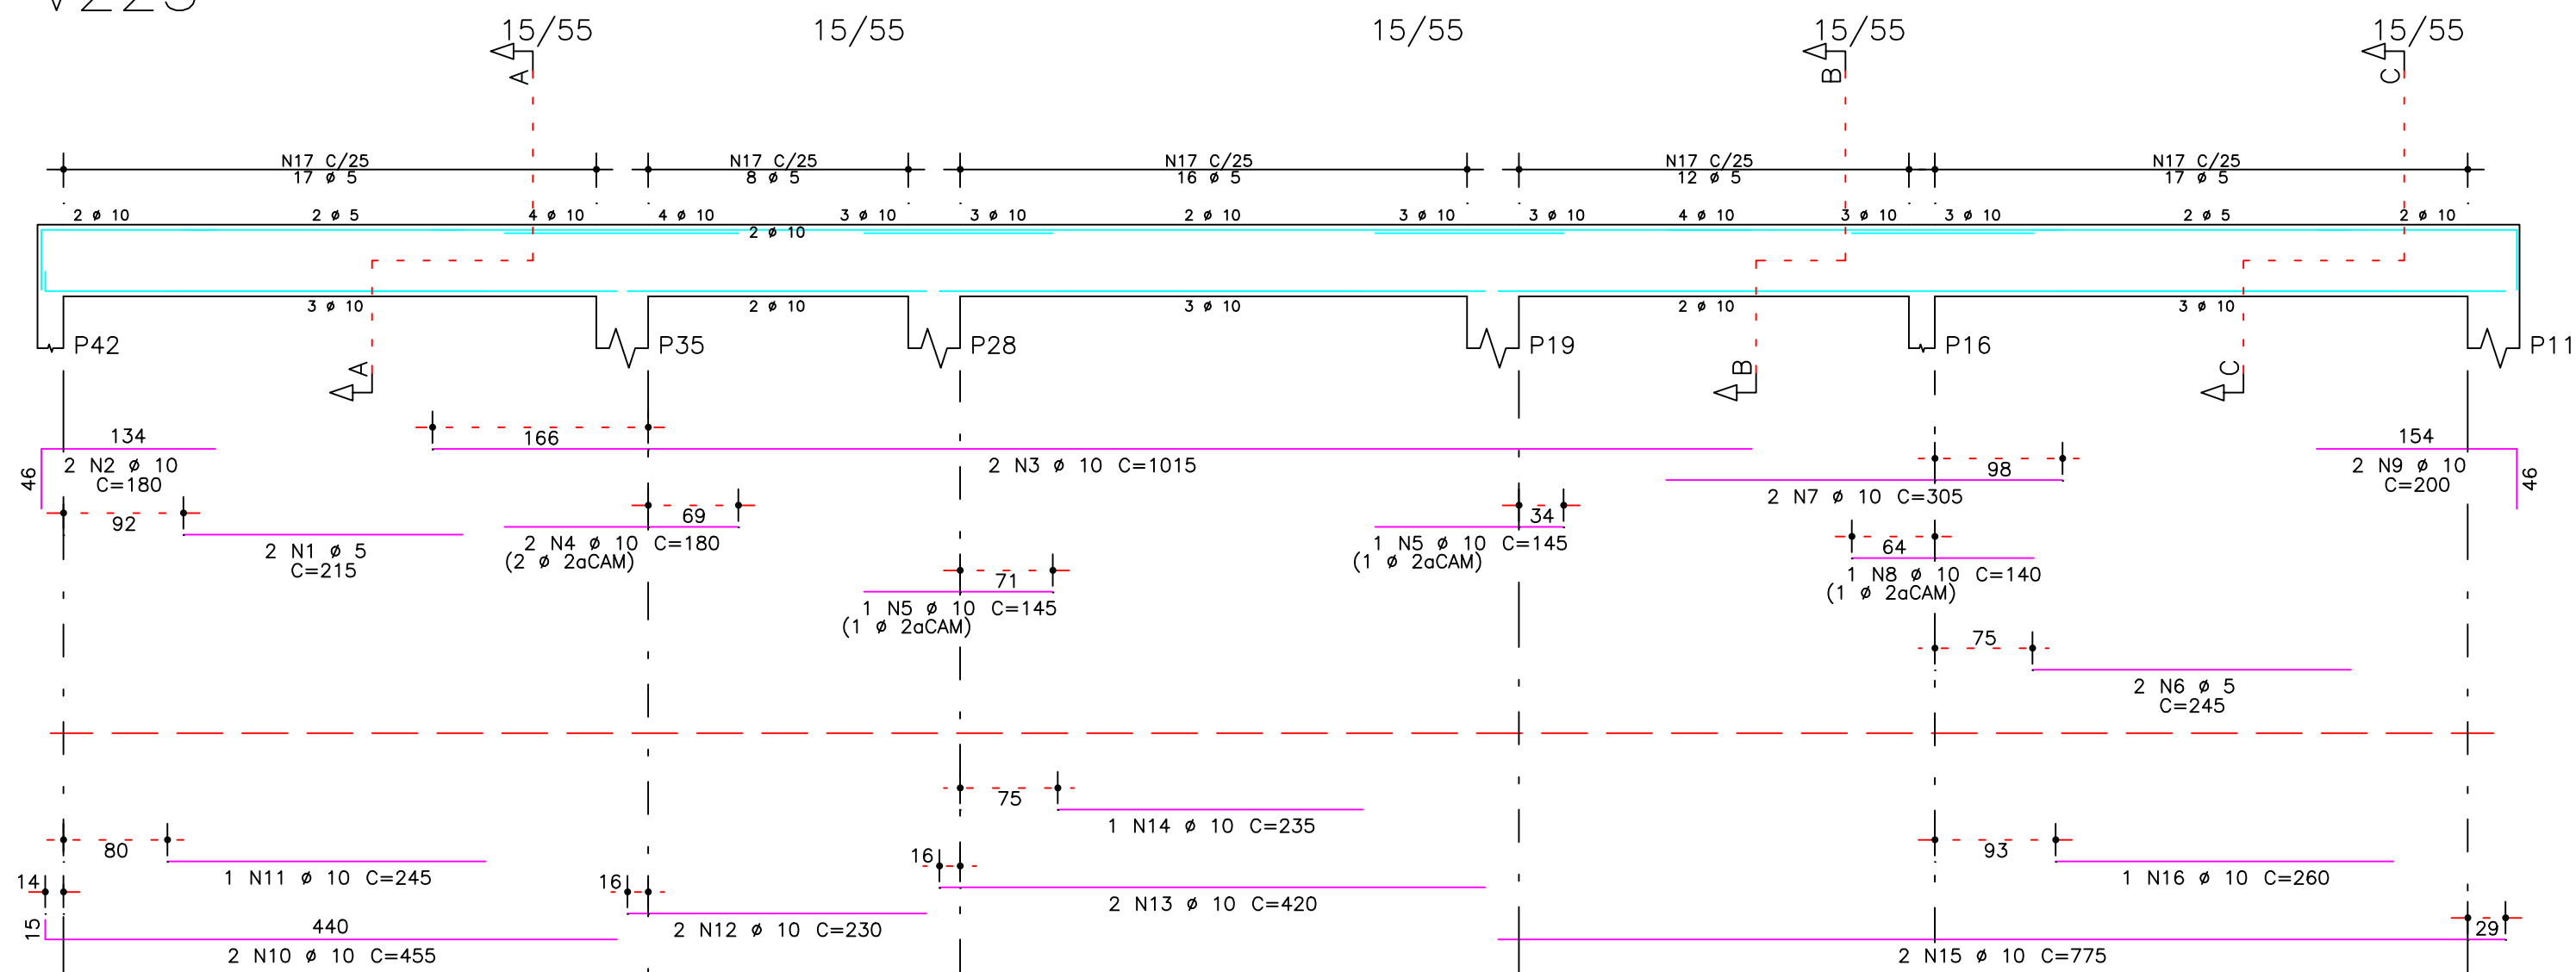 15/55 15/55 15/55 15/55 15/55
A B C
N17 C/25 N17 C/25 N17 C/25 N17 C/25 N17 C/25
17 ø 5 8 ø 5 16 ø 5 12 ø 5 17 ø 5
2 ø 10 2 ø 5 4 ø 10 4 ø 10 3 ø 10 3 ø 10 2 ø 10 3 ø 10 3 ø 10 4 ø 10 3 ø 10 3 ø 10 2 ø 5 2 ø 10
2 ø 10
3 ø 10 2 ø 10 3 ø 10 2 ø 10 3 ø 10
P42 P35 P28 P19 P16 P11
A B C
134 166 154
2 N2 ø 10 2 N3 ø 10 C=1015 98 2 N9 ø 10
46 C=180 2 N7 ø 10 C=305 C=200 46
92 69 34
2 N1 ø 5 2 N4 ø 10 C=180 1 N5 ø 10 C=145 64
C=215 (2 ø 2aCAM) (1 ø 2aCAM) 1 N8 ø 10 C=140
71 (1 ø 2aCAM)
1 N5 ø 10 C=145
(1 ø 2aCAM) 75
2 N6 ø 5
C=245
75
1 N14 ø 10 C=235
80 16 93
14 1 N11 ø 10 C=245 16 1 N16 ø 10 C=260
2 N13 ø 10 C=420
15 440 2 N12 ø 10 C=230 29
2 N10 ø 10 C=455 2 N15 ø 10 C=775